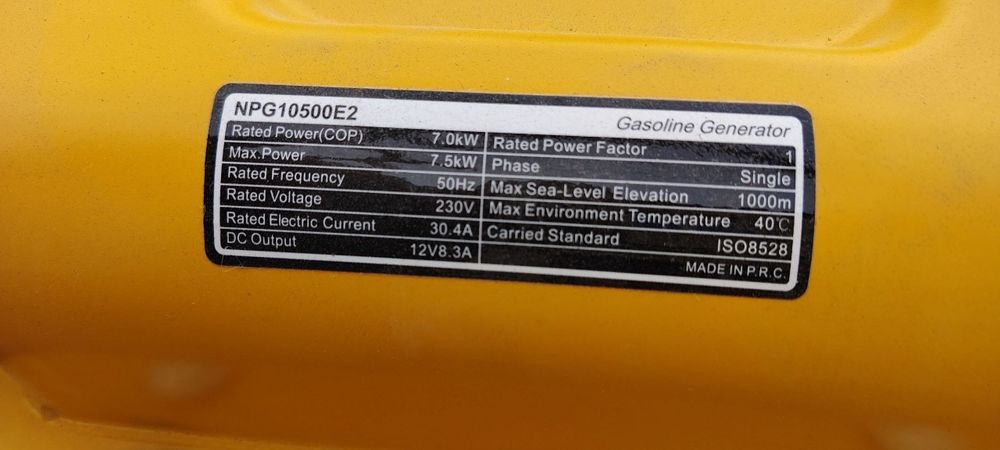 NPG10500E2
Gasoline Generator
Rated Power(COP) 7.0kW
Max.Power 7.5kW
Rated Frequency 50Hz
Rated Voltage 230V
Rated Electric Current 30.4A
DC Output 12V8.3A
Rated Power Factor 1
Phase Single
Max Sea-Level Elevation 1000m
Max Environment Temperature 40℃
Carried Standard ISO8528
MADE IN P.R.C.